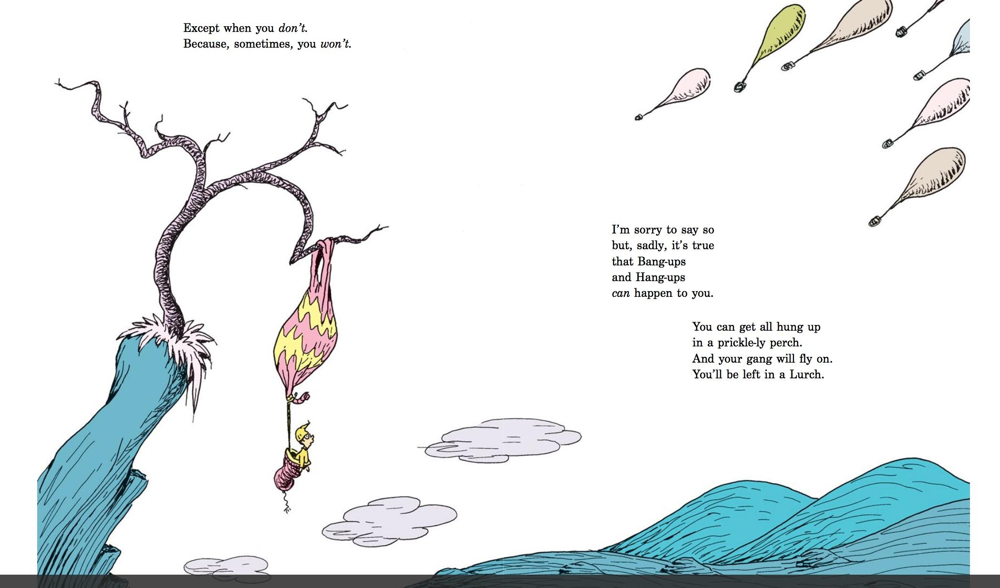 Except when you don't.
Because, sometimes, you won't.
I'm sorry to say so
but, sadly, it's true
that Bang-ups
and Hang-ups
can happen to you.
You can get all hung up
in a prickle-ly perch.
And your gang will fly on.
You'll be left in a Lurch.